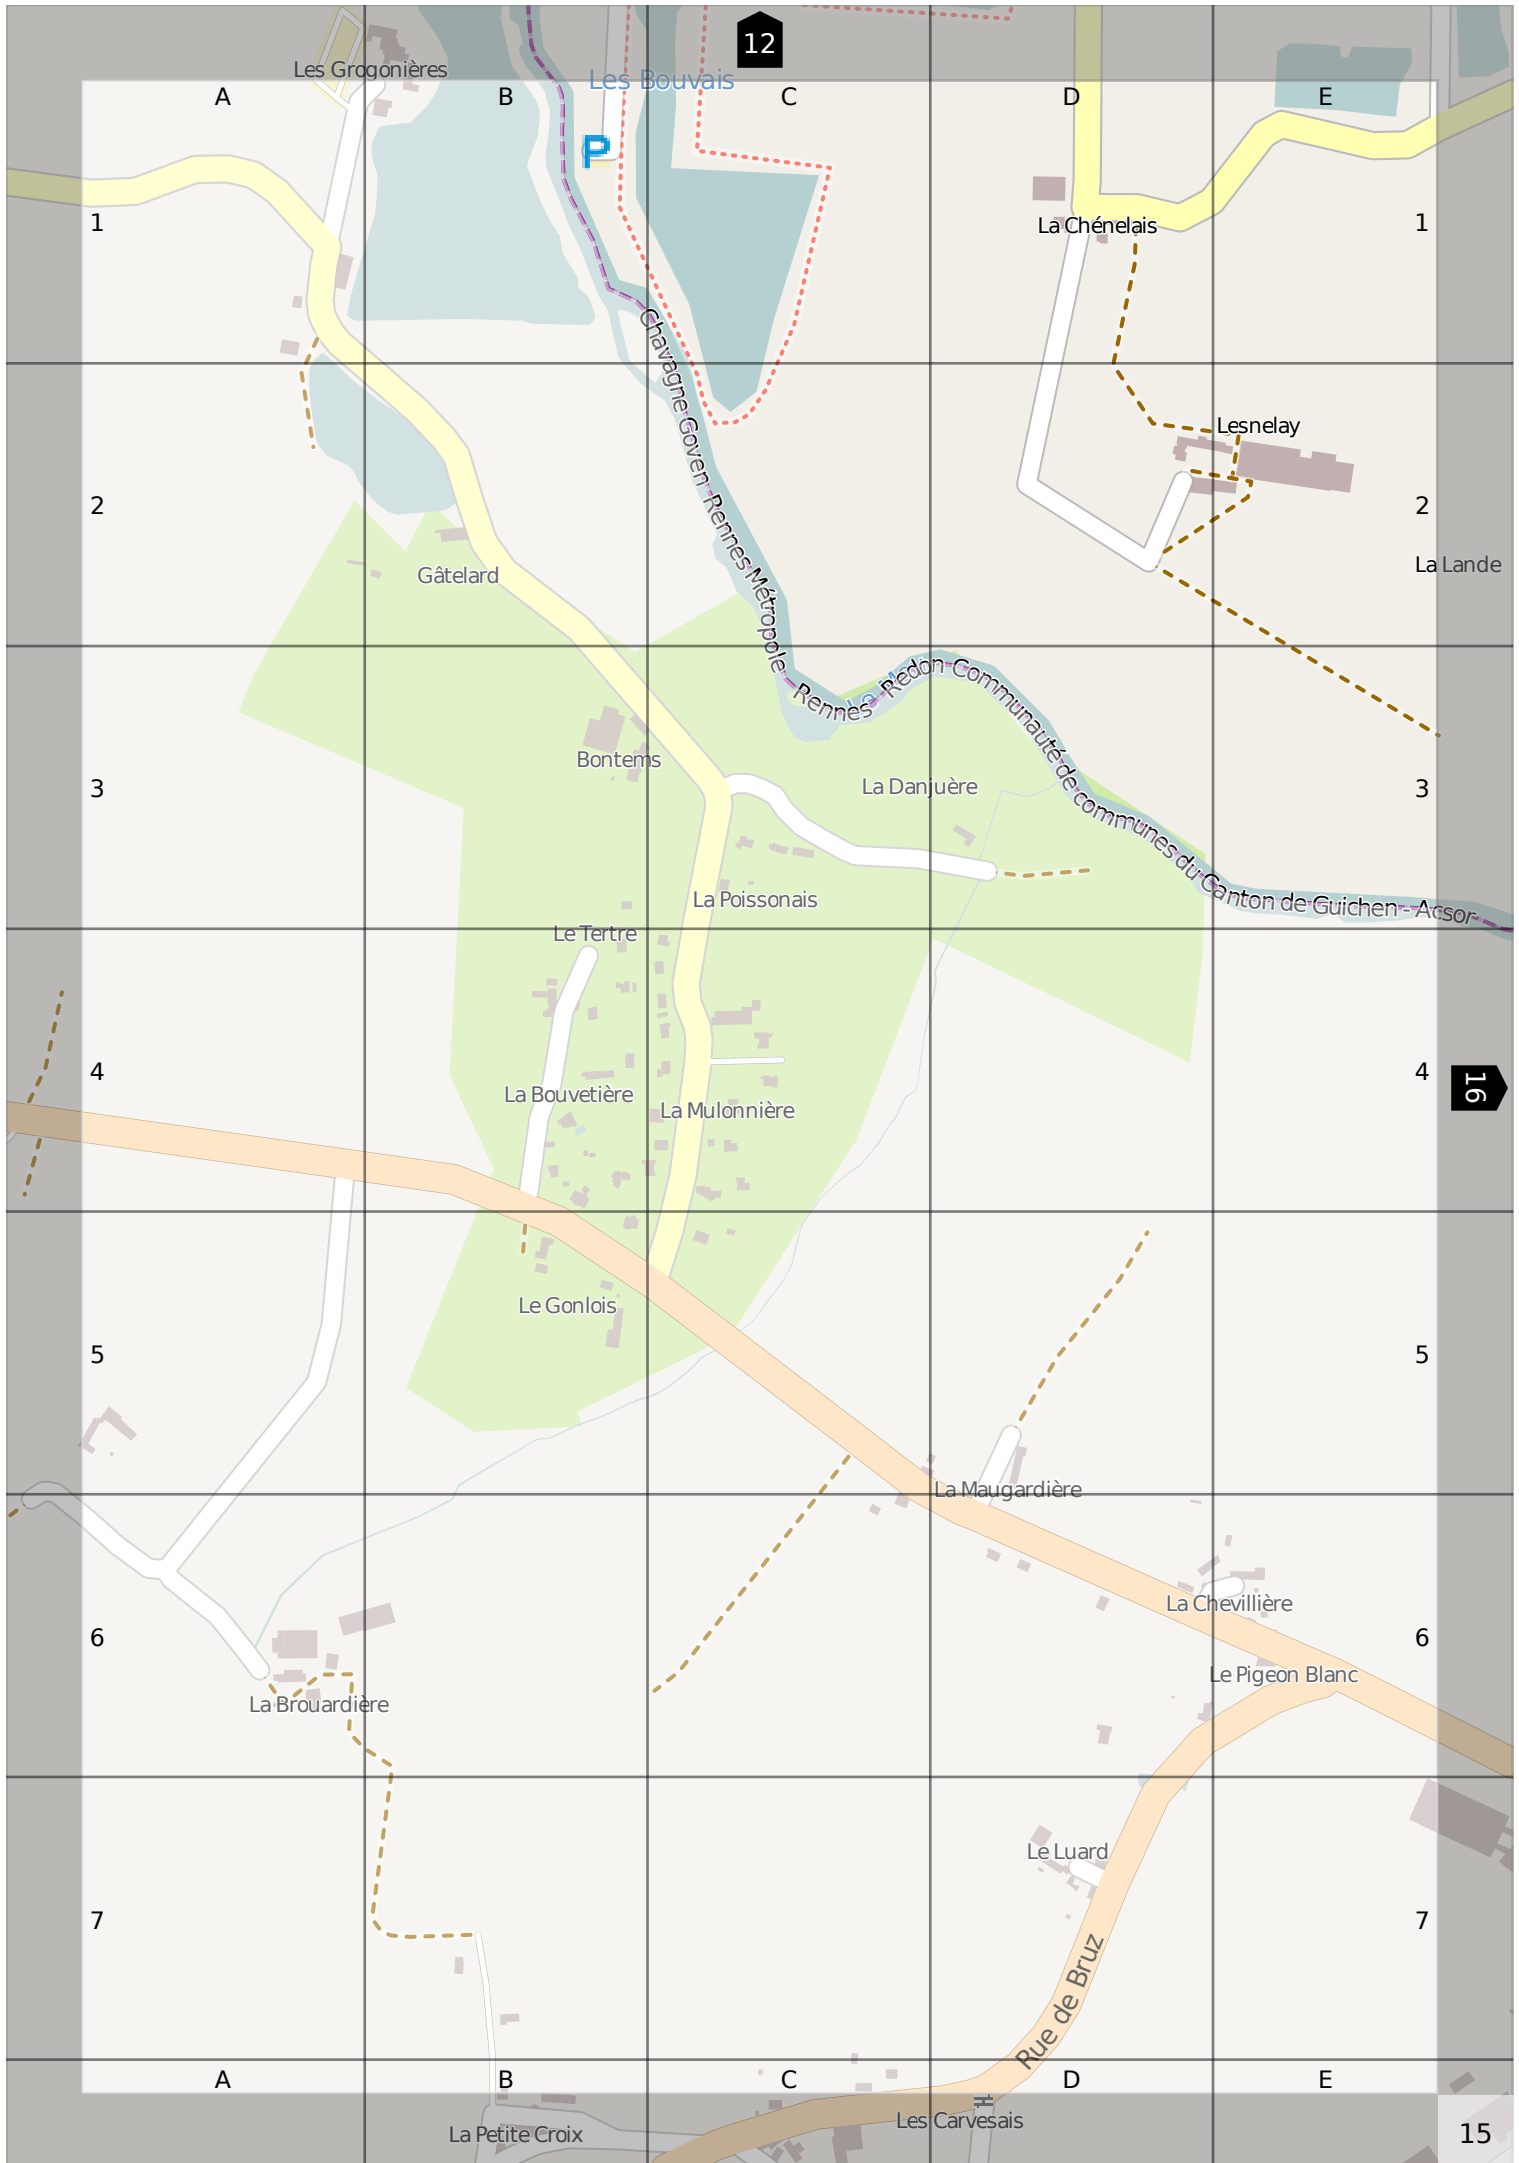 12
Les Grogonières
Les Bouvais
A
B
C
D
E
P
1
La Chénelais
1
Chavagne Goven Rennes Métropole
Lesnelay
2
2
Gâtelard
La Lande
Rennes Redon Communauté de communes du Canton de Guichen - Acsor
Bontems
3
La Danjuère
3
La Poissonais
Le Tertre
4
4
16
La Bouvetière
La Mulonnière
Le Gonlois
5
5
La Maugardière
La Chevillière
6
6
Le Pigeon Blanc
La Brouardière
Le Luard
7
7
Rue de Bruz
A
B
C
D
E
Les Carvesais
La Petite Croix
15